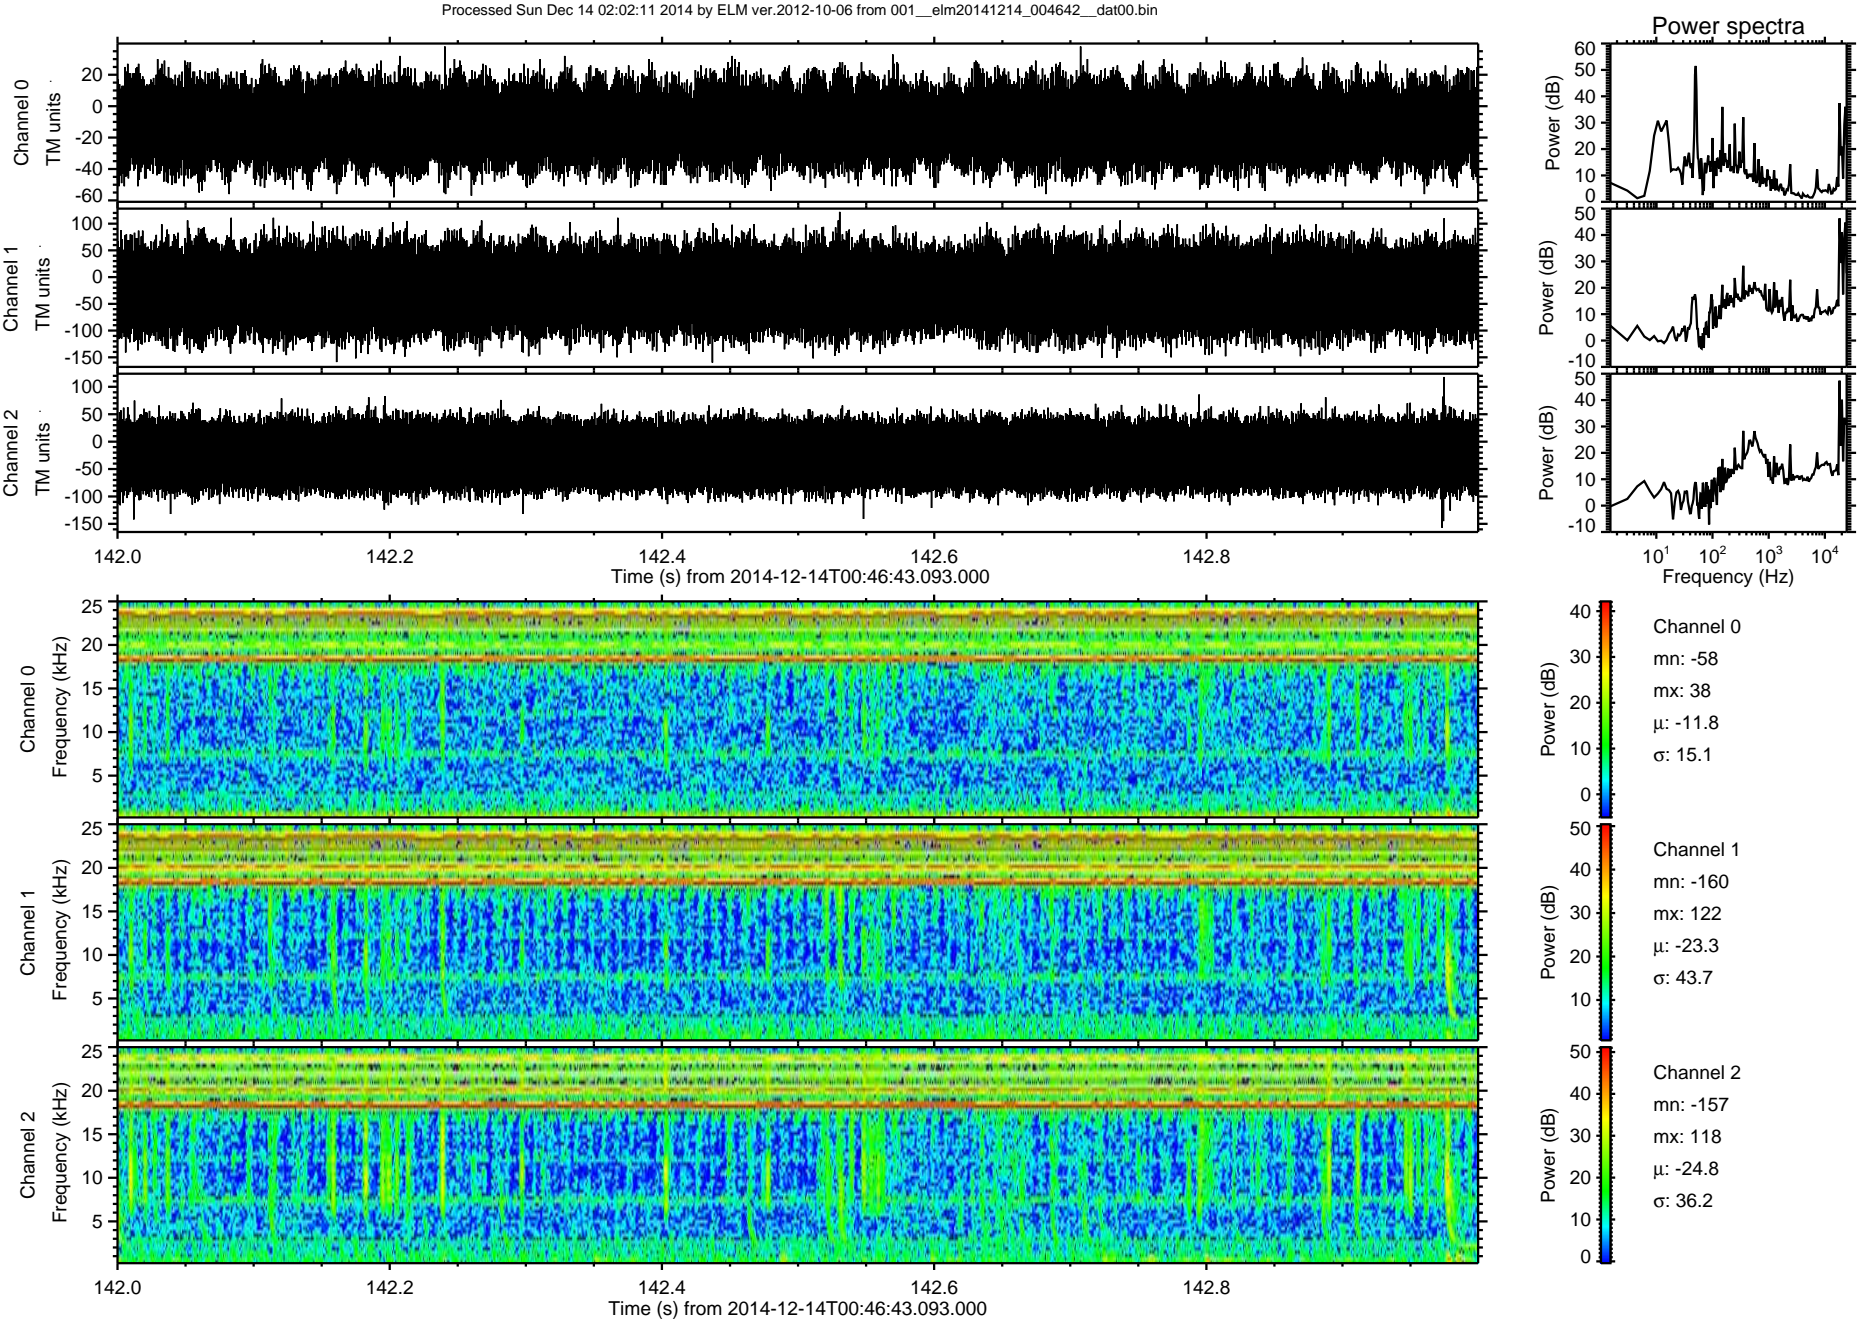 Processed Sun Dec 14 02:02:11 2014 by ELM ver.2012-10-06 from 001__elm20141214_004642__dat00.bin
Power spectra
Channel 0
TM units
20
0
-20
-40
-60
Channel 1
TM units
100
50
0
-50
-100
-150
Channel 2
TM units
100
50
0
-50
-100
-150
142.0 142.2 142.4 142.6 142.8
Time (s) from 2014-12-14T00:46:43.093.000
Power (dB)
60
50
40
30
20
10
0
Power (dB)
50
40
30
20
10
0
-10
Power (dB)
50
40
30
20
10
0
-10
10¹ 10² 10³ 10⁴
Frequency (Hz)
Channel 0
Frequency (kHz)
25
20
15
10
5
Power (dB)
40
30
20
10
0
Channel 0
mn: -58
mx: 38
μ: -11.8
σ: 15.1
Channel 1
Frequency (kHz)
25
20
15
10
5
Power (dB)
50
40
30
20
10
Channel 1
mn: -160
mx: 122
μ: -23.3
σ: 43.7
Channel 2
Frequency (kHz)
25
20
15
10
5
Power (dB)
50
40
30
20
10
0
Channel 2
mn: -157
mx: 118
μ: -24.8
σ: 36.2
142.0 142.2 142.4 142.6 142.8
Time (s) from 2014-12-14T00:46:43.093.000